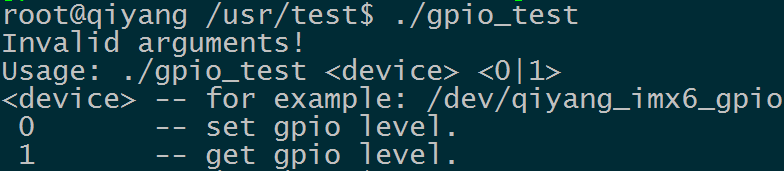 root@qiyang /usr/test$ ./gpio_test
Invalid arguments!
Usage: ./gpio_test <device> <0|1>
<device> -- for example: /dev/qiyang_imx6_gpio
 0       -- set gpio level.
 1       -- get gpio level.